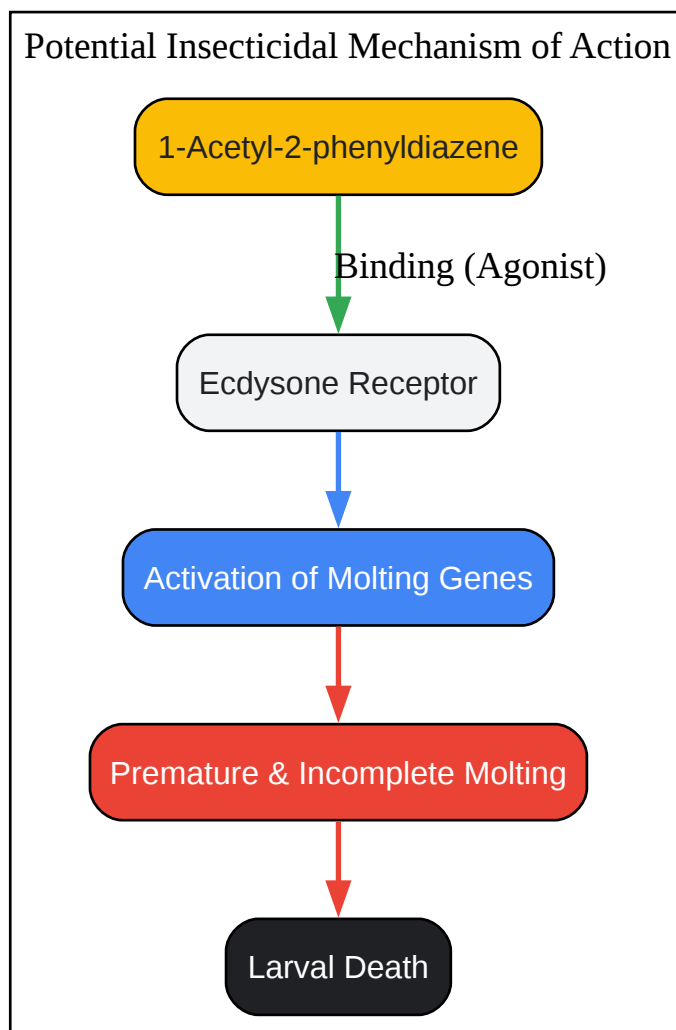 Potential Insecticidal Mechanism of Action
1-Acetyl-2-phenyldiazene
Binding (Agonist)
Ecdysone Receptor
Activation of Molting Genes
Premature & Incomplete Molting
Larval Death